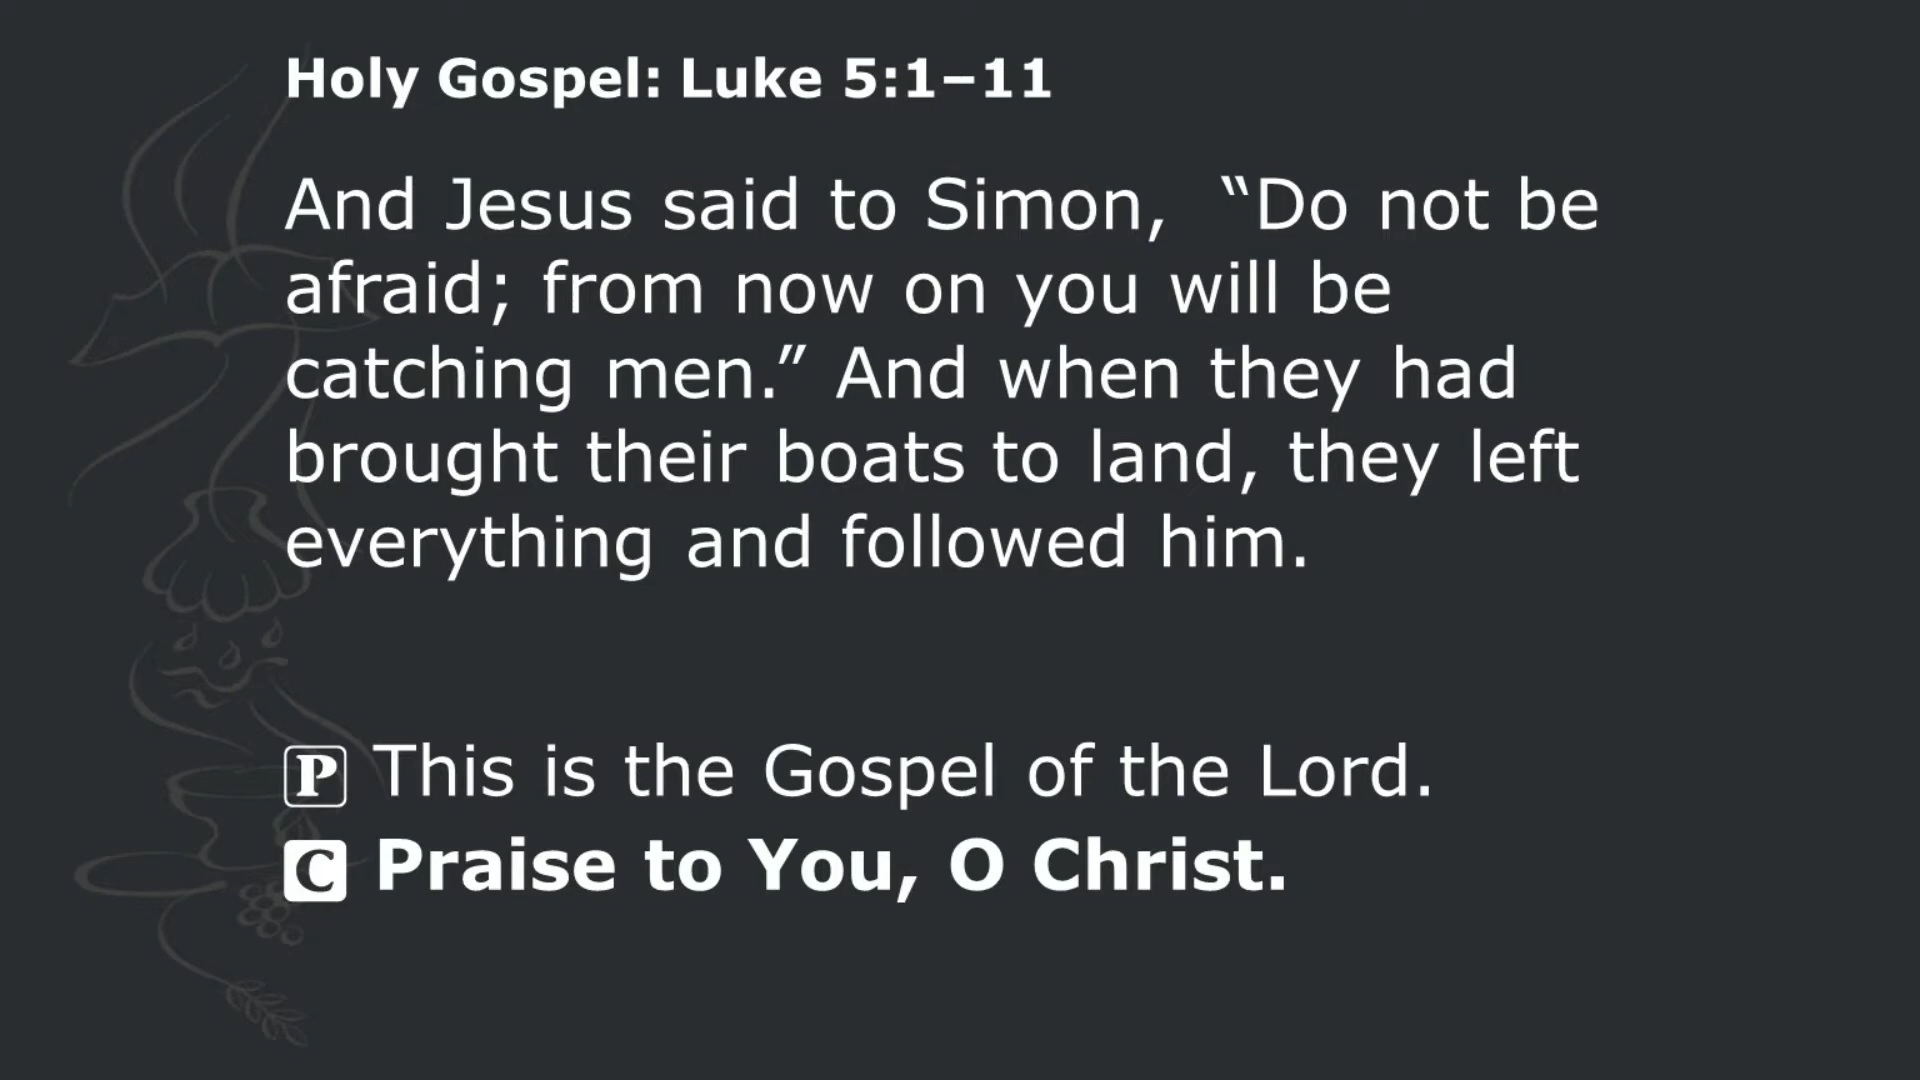 Holy Gospel: Luke 5:1–11
And Jesus said to Simon,  “Do not be
afraid; from now on you will be
catching men.” And when they had
brought their boats to land, they left
everything and followed him.
P This is the Gospel of the Lord.
C Praise to You, O Christ.